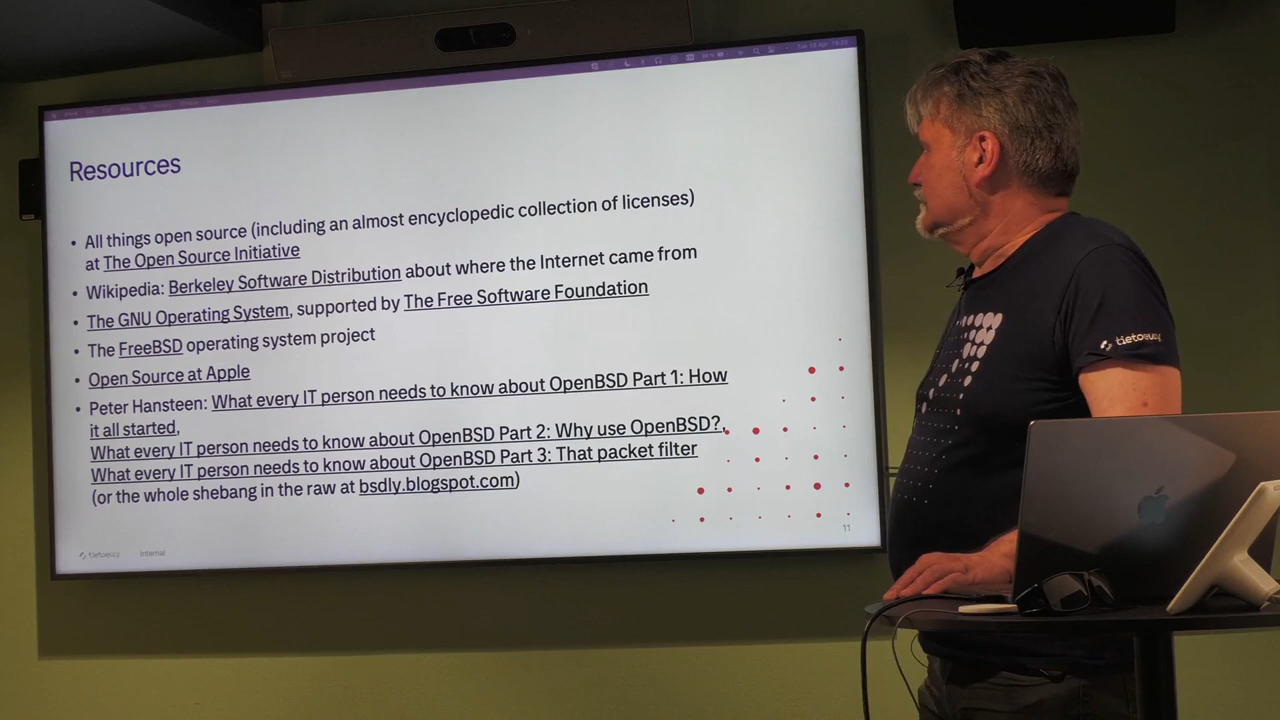 Resources
• All things open source (including an almost encyclopedic collection of licenses)
at The Open Source Initiative
• Wikipedia: Berkeley Software Distribution about where the Internet came from
• The GNU Operating System, supported by The Free Software Foundation
• The FreeBSD operating system project
• Open Source at Apple
• Peter Hansteen: What every IT person needs to know about OpenBSD Part 1: How
it all started,
What every IT person needs to know about OpenBSD Part 2: Why use OpenBSD?,
What every IT person needs to know about OpenBSD Part 3: That packet filter
(or the whole shebang in the raw at bsdly.blogspot.com)
tietoevry Internal
11
tietoevry